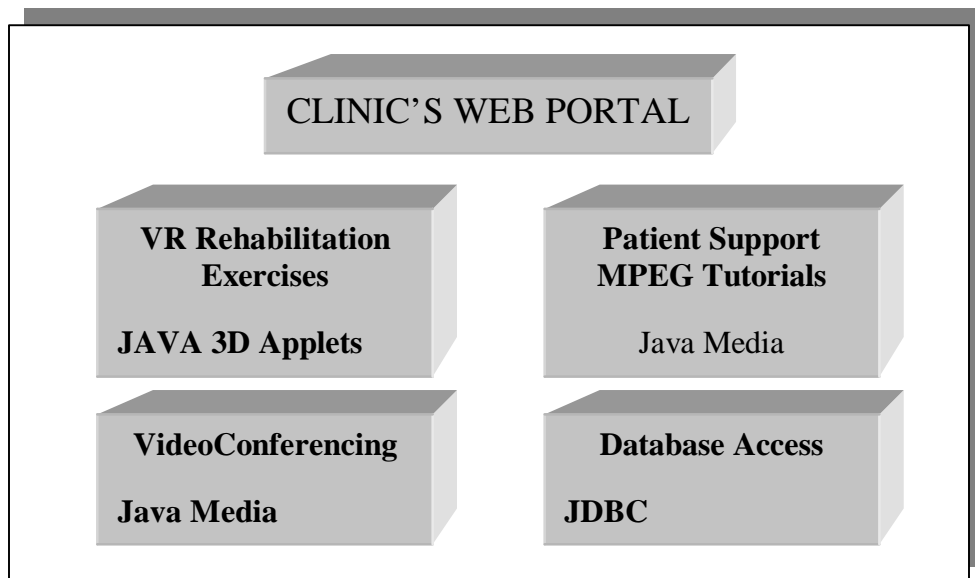 CLINIC’S WEB PORTAL
VR Rehabilitation
Exercises
JAVA 3D Applets
Patient Support
MPEG Tutorials
Java Media
VideoConferencing
Java Media
Database Access
JDBC